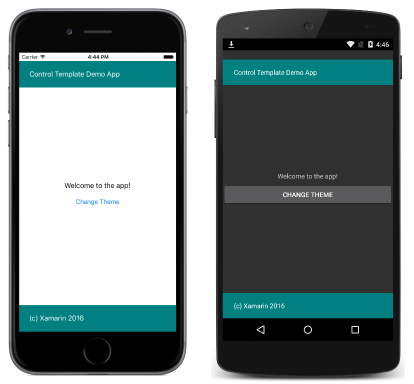 Carrier 4:44 PM
Control Template Demo App
Welcome to the app!
Change Theme
(c) Xamarin 2016
4:46
Control Template Demo App
Welcome to the app!
CHANGE THEME
(c) Xamarin 2016